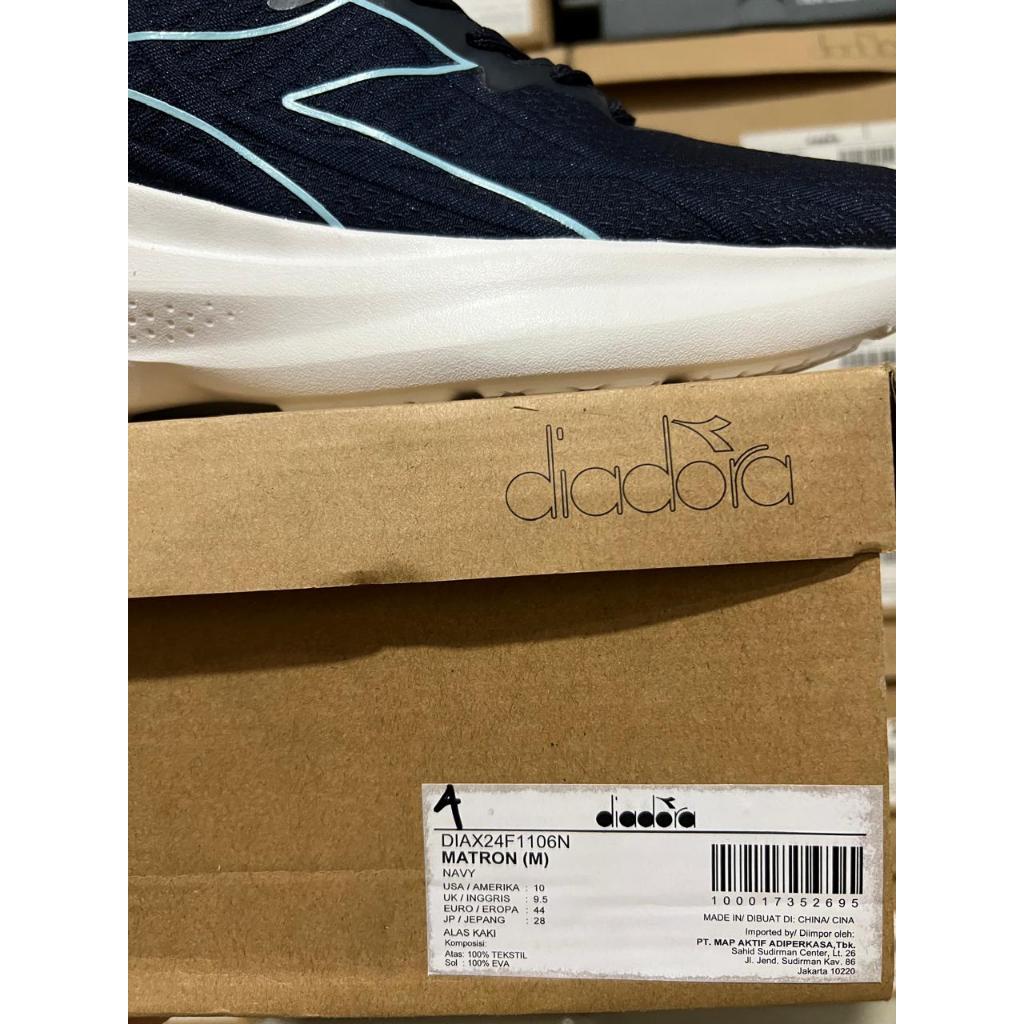 diadora
4
diadora
DIAX24F1106N
MATRON (M)
NAVY
USA / AMERIKA : 10
UK / INGGRIS : 9.5
EURO / EROPA : 44
JP / JEPANG : 28
ALAS KAKI
Komposisi:
Atas: 100% TEKSTIL
Sol : 100% EVA
100017352695
MADE IN/ DIBUAT DI: CHINA/ CINA
Imported by/ Diimpor oleh:
PT. MAP AKTIF ADIPERKASA,Tbk.
Sahid Sudirman Center, Lt. 26
Jl. Jend. Sudirman Kav. 86
Jakarta 10220